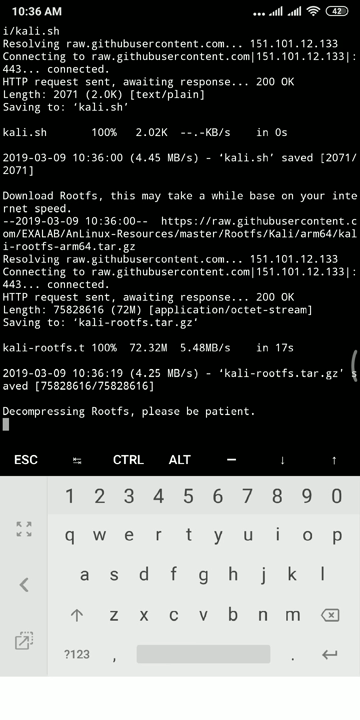 10:36 AM ... 42
i/kali.sh
Resolving raw.githubusercontent.com... 151.101.12.133
Connecting to raw.githubusercontent.com|151.101.12.133|:
443... connected.
HTTP request sent, awaiting response... 200 OK
Length: 2071 (2.0K) [text/plain]
Saving to: ‘kali.sh’
kali.sh 100% 2.02K --.-KB/s in 0s
2019-03-09 10:36:00 (4.45 MB/s) - ‘kali.sh’ saved [2071/
2071]
Download Rootfs, this may take a while base on your inte
rnet speed.
--2019-03-09 10:36:00-- https://raw.githubusercontent.c
om/EXALAB/AnLinux-Resources/master/Rootfs/Kali/arm64/kal
i-rootfs-arm64.tar.gz
Resolving raw.githubusercontent.com... 151.101.12.133
Connecting to raw.githubusercontent.com|151.101.12.133|:
443... connected.
HTTP request sent, awaiting response... 200 OK
Length: 75828616 (72M) [application/octet-stream]
Saving to: ‘kali-rootfs.tar.gz’
kali-rootfs.t 100% 72.32M 5.48MB/s in 17s
2019-03-09 10:36:19 (4.25 MB/s) - ‘kali-rootfs.tar.gz’ s
aved [75828616/75828616]
Decompressing Rootfs, please be patient.
ESC ↹ CTRL ALT — ↓ ↑
1 2 3 4 5 6 7 8 9 0
q w e r t y u i o p
a s d f g h j k l
z x c v b n m
?123 , .